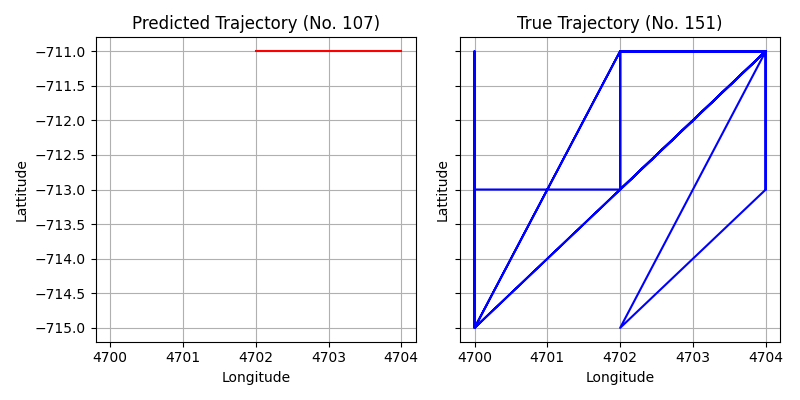 Predicted Trajectory (No. 107)
True Trajectory (No. 151)
−711.0
−711.5
−712.0
−712.5
−713.0
−713.5
−714.0
−714.5
−715.0
Lattitude
Lattitude
4700 4701 4702 4703 4704
4700 4701 4702 4703 4704
Longitude
Longitude